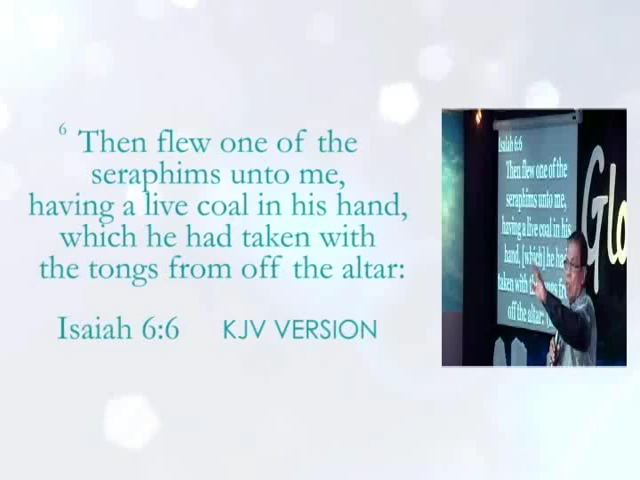 6 Then flew one of the
seraphims unto me,
having a live coal in his hand,
which he had taken with
the tongs from off the altar:
Isaiah 6:6 KJV VERSION
Isaiah 6:6
Then flew one of the
seraphims unto me,
having a live coal in his
hand, [which] he
taken with the tongs
off the altar: